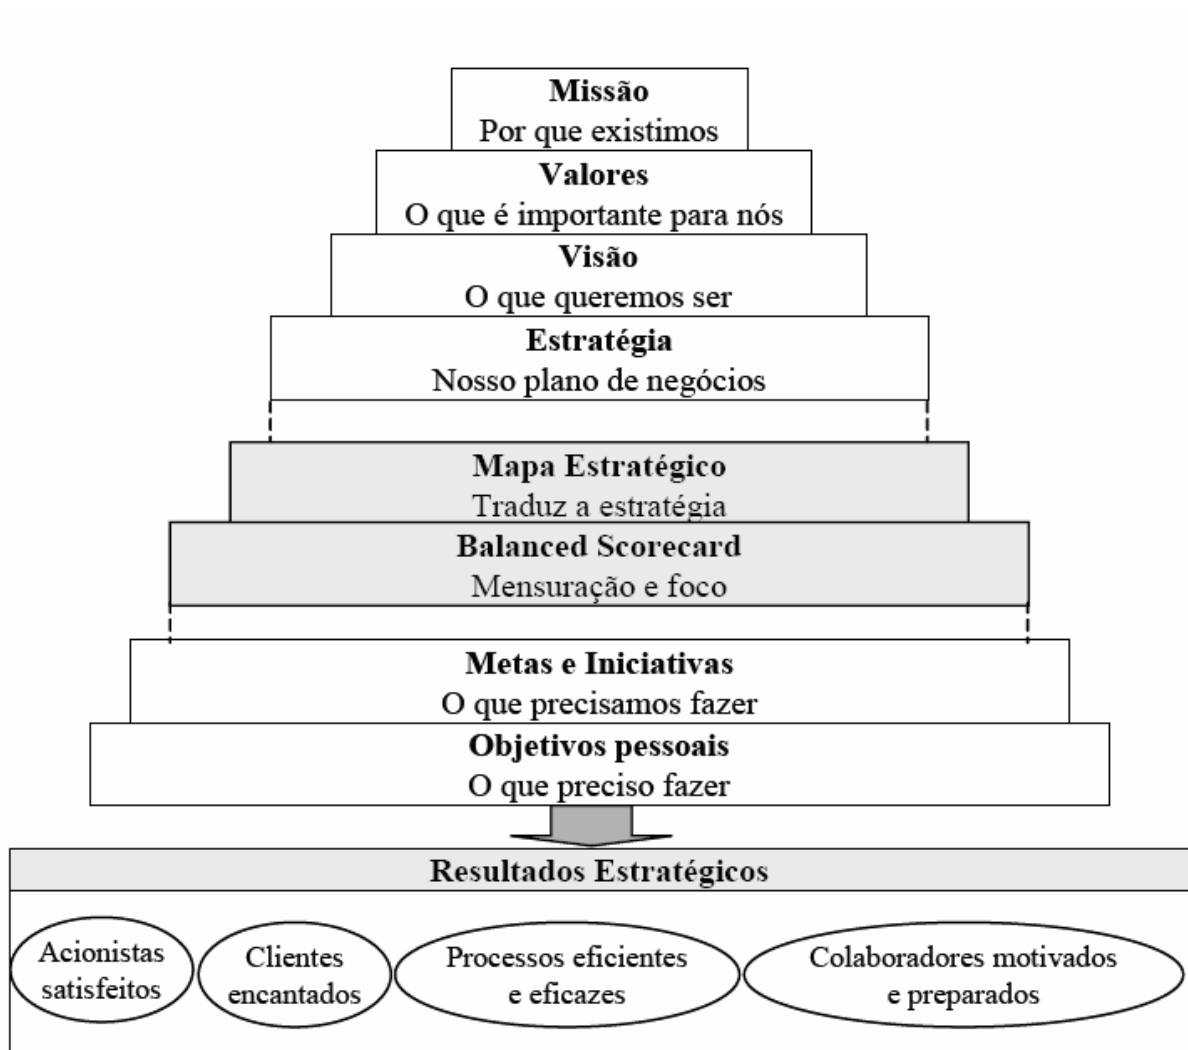 Missão
Por que existimos
Valores
O que é importante para nós
Visão
O que queremos ser
Estratégia
Nosso plano de negócios
Mapa Estratégico
Traduz a estratégia
Balanced Scorecard
Mensuração e foco
Metas e Iniciativas
O que precisamos fazer
Objetivos pessoais
O que preciso fazer
Resultados Estratégicos
Acionistas
satisfeitos
Clientes
encantados
Processos eficientes
e eficazes
Colaboradores motivados
e preparados